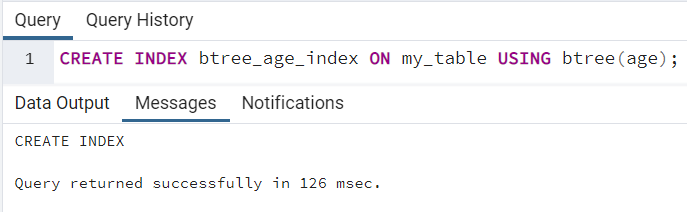 Query Query History
1 CREATE INDEX btree_age_index ON my_table USING btree(age);
Data Output Messages Notifications
CREATE INDEX
Query returned successfully in 126 msec.